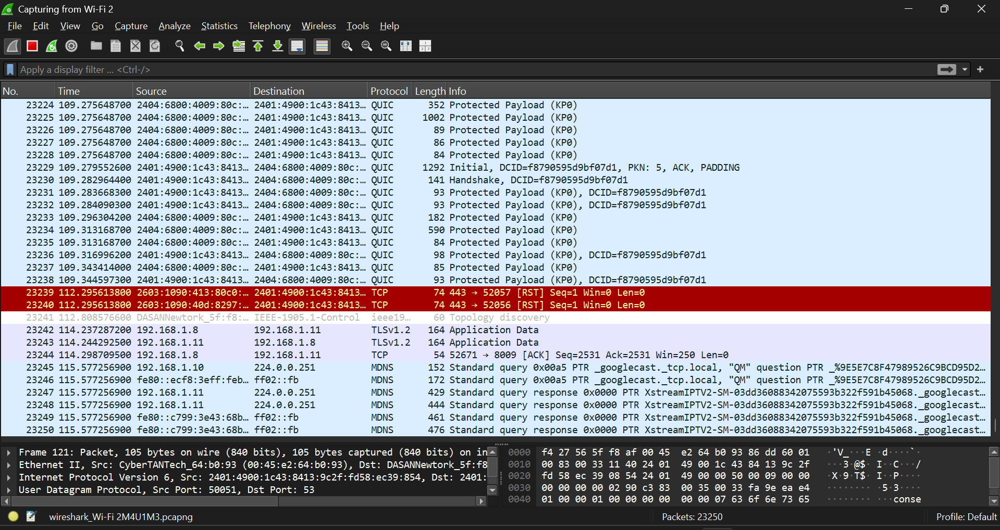 Capturing from Wi-Fi 2
File Edit View Go Capture Analyze Statistics Telephony Wireless Tools Help
Apply a display filter ... <Ctrl-/>
No. Time Source Destination Protocol Length Info
23224 109.275648700 2404:6800:4009:80c:… 2401:4900:1c43:8413… QUIC 352 Protected Payload (KP0)
23225 109.275648700 2404:6800:4009:80c:… 2401:4900:1c43:8413… QUIC 1002 Protected Payload (KP0)
23226 109.275648700 2404:6800:4009:80c:… 2401:4900:1c43:8413… QUIC 89 Protected Payload (KP0)
23227 109.275648700 2404:6800:4009:80c:… 2401:4900:1c43:8413… QUIC 86 Protected Payload (KP0)
23228 109.275648700 2404:6800:4009:80c:… 2401:4900:1c43:8413… QUIC 84 Protected Payload (KP0)
23229 109.279552600 2401:4900:1c43:8413… 2404:6800:4009:80c:… QUIC 1292 Initial, DCID=f8790595d9bf07d1, PKN: 5, ACK, PADDING
23230 109.282964400 2401:4900:1c43:8413… 2404:6800:4009:80c:… QUIC 141 Handshake, DCID=f8790595d9bf07d1
23231 109.283668300 2401:4900:1c43:8413… 2404:6800:4009:80c:… QUIC 93 Protected Payload (KP0), DCID=f8790595d9bf07d1
23232 109.284090300 2401:4900:1c43:8413… 2404:6800:4009:80c:… QUIC 93 Protected Payload (KP0), DCID=f8790595d9bf07d1
23233 109.296304200 2404:6800:4009:80c:… 2401:4900:1c43:8413… QUIC 182 Protected Payload (KP0)
23234 109.313168700 2404:6800:4009:80c:… 2401:4900:1c43:8413… QUIC 590 Protected Payload (KP0)
23235 109.313168700 2404:6800:4009:80c:… 2401:4900:1c43:8413… QUIC 84 Protected Payload (KP0)
23236 109.316996200 2401:4900:1c43:8413… 2404:6800:4009:80c:… QUIC 98 Protected Payload (KP0), DCID=f8790595d9bf07d1
23237 109.343414000 2404:6800:4009:80c:… 2401:4900:1c43:8413… QUIC 85 Protected Payload (KP0)
23238 109.344597300 2401:4900:1c43:8413… 2404:6800:4009:80c:… QUIC 93 Protected Payload (KP0), DCID=f8790595d9bf07d1
23239 112.295613800 2603:1090:413:80c0:… 2401:4900:1c43:8413… TCP 74 443 → 52057 [RST] Seq=1 Win=0 Len=0
23240 112.295613800 2603:1090:40d:8297:… 2401:4900:1c43:8413… TCP 74 443 → 52056 [RST] Seq=1 Win=0 Len=0
23241 112.808576600 DASANNewtork_5f:f8:… IEEE-1905.1-Control ieee19… 60 Topology discovery
23242 114.237287200 192.168.1.8 192.168.1.11 TLSv1.2 164 Application Data
23243 114.244292500 192.168.1.11 192.168.1.8 TLSv1.2 164 Application Data
23244 114.298709500 192.168.1.8 192.168.1.11 TCP 54 52671 → 8009 [ACK] Seq=2531 Ack=2531 Win=250 Len=0
23245 115.577256900 192.168.1.10 224.0.0.251 MDNS 152 Standard query 0x00a5 PTR _googlecast._tcp.local, "QM" question PTR _%9E5E7C8F47989526C9BCD95D2…
23246 115.577256900 fe80::ecf8:3eff:feb… ff02::fb MDNS 172 Standard query 0x00a5 PTR _googlecast._tcp.local, "QM" question PTR _%9E5E7C8F47989526C9BCD95D2…
23247 115.577256900 192.168.1.11 224.0.0.251 MDNS 429 Standard query response 0x0000 PTR XstreamIPTV2-SM-03dd36088342075593b322f591b45068._googlecast…
23248 115.577256900 192.168.1.11 224.0.0.251 MDNS 444 Standard query response 0x0000 PTR XstreamIPTV2-SM-03dd36088342075593b322f591b45068._googlecast…
23249 115.577256900 fe80::c799:3e43:68b… ff02::fb MDNS 461 Standard query response 0x0000 PTR XstreamIPTV2-SM-03dd36088342075593b322f591b45068._googlecast…
23250 115.577256900 fe80::c799:3e43:68b… ff02::fb MDNS 476 Standard query response 0x0000 PTR XstreamIPTV2-SM-03dd36088342075593b322f591b45068._googlecast…
Frame 121: Packet, 105 bytes on wire (840 bits), 105 bytes captured (840 bits) on in
Ethernet II, Src: CyberTANTech_64:b0:93 (00:45:e2:64:b0:93), Dst: DASANNewtork_5f:f8
Internet Protocol Version 6, Src: 2401:4900:1c43:8413:9c2f:fd58:ec39:854, Dst: 2401:
User Datagram Protocol, Src Port: 50051, Dst Port: 53
0000 f4 27 56 5f f8 af 00 45 e2 64 b0 93 86 dd 60 01 ·'V_···E ·d····`·
0010 00 83 00 33 11 40 24 01 49 00 1c 43 84 13 9c 2f ···3·@$· I··C···/
0020 fd 58 ec 39 08 54 24 01 49 00 00 50 00 09 00 00 ·X·9·T$· I··P····
0030 00 00 00 00 02 90 c3 83 00 35 00 33 fa 9e ea e4 ········ ·5·3····
0040 01 00 00 01 00 00 00 00 00 00 07 63 6f 6e 73 65 ········ ···conse
wireshark_Wi-Fi 2M4U1M3.pcapng Packets: 23250 Profile: Default